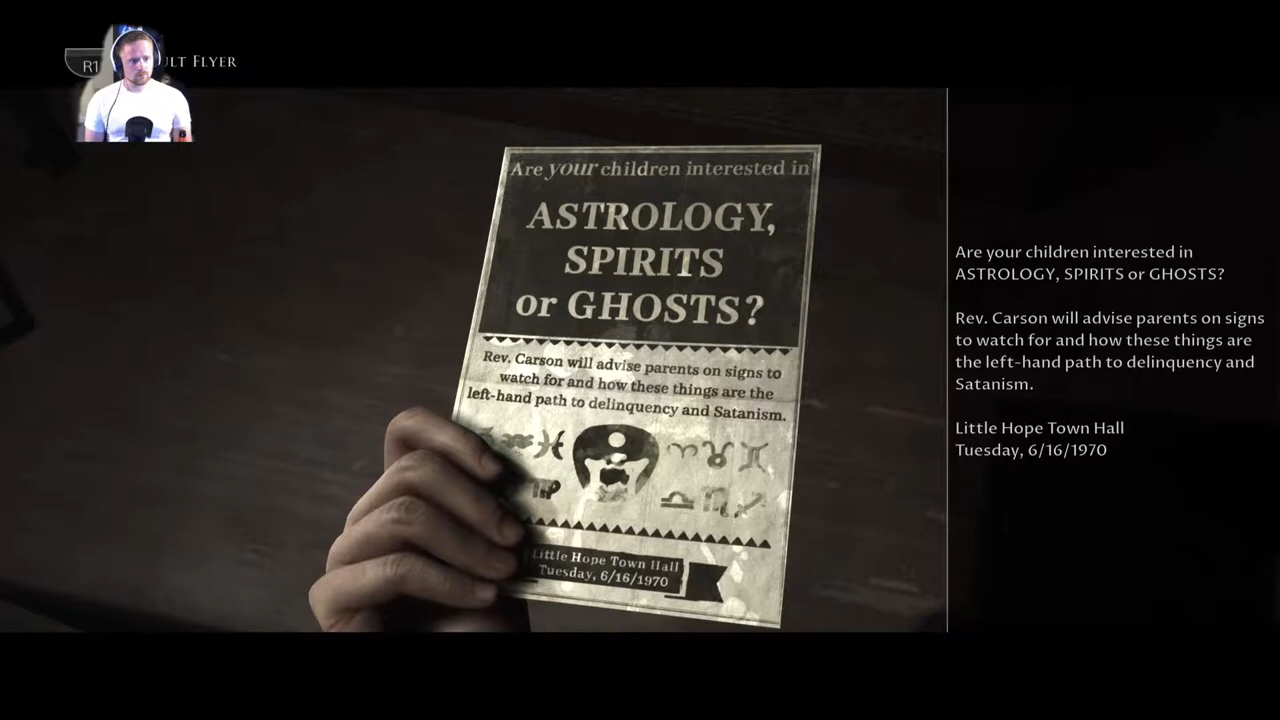 R1
ULT FLYER
Are your children interested in
ASTROLOGY,
SPIRITS
or GHOSTS?
Rev. Carson will advise parents on signs to
watch for and how these things are the
left-hand path to delinquency and Satanism.
Little Hope Town Hall
Tuesday, 6/16/1970
Are your children interested in
ASTROLOGY, SPIRITS or GHOSTS?
Rev. Carson will advise parents on signs
to watch for and how these things are
the left-hand path to delinquency and
Satanism.
Little Hope Town Hall
Tuesday, 6/16/1970